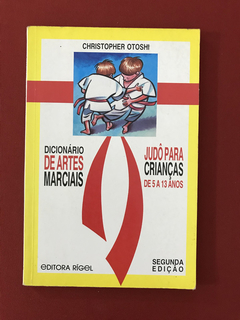 CHRISTOPHER OTOSHI
DICIONÁRIO
DE ARTES
MARCIAIS
JUDÔ PARA
CRIANÇAS
DE 5 A 13 ANOS
EDITORA RÍGEL
SEGUNDA
EDIÇÃO